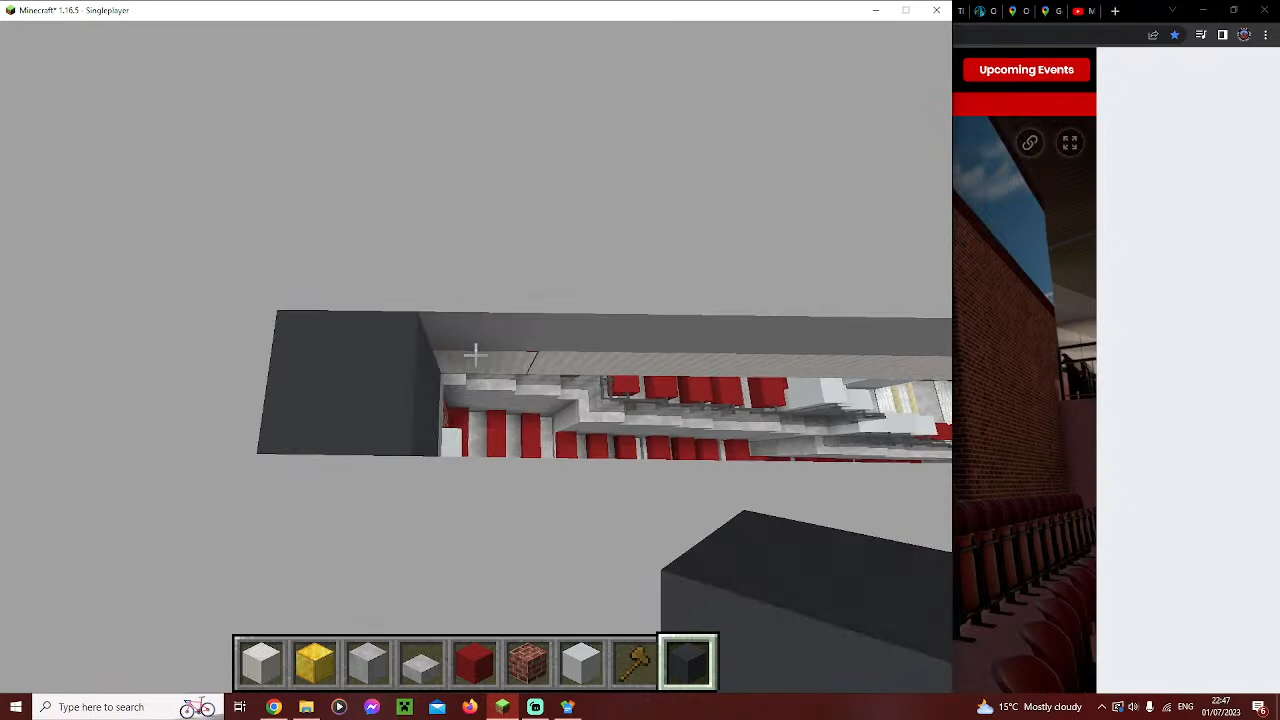 Minecraft* 1.16.5 - Singleplayer
Upcoming Events
Type here to search
15°C Mostly cloudy
ENG
22:47
01/07/2023